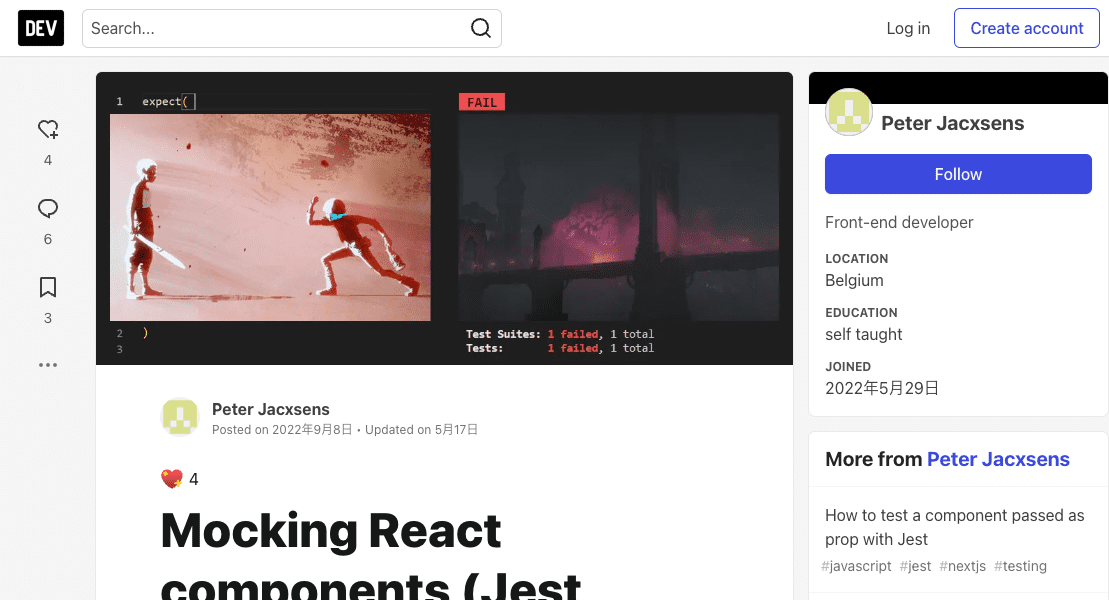 DEV
Search...
Log in
Create account
4
6
3
1 expect(
FAIL
2 )
3
Test Suites: 1 failed, 1 total
Tests: 1 failed, 1 total
Peter Jacxsens
Posted on 2022年9月8日 • Updated on 5月17日
4
Mocking React
components (Jest
Peter Jacxsens
Follow
Front-end developer
LOCATION
Belgium
EDUCATION
self taught
JOINED
2022年5月29日
More from Peter Jacxsens
How to test a component passed as
prop with Jest
#javascript #jest #nextjs #testing